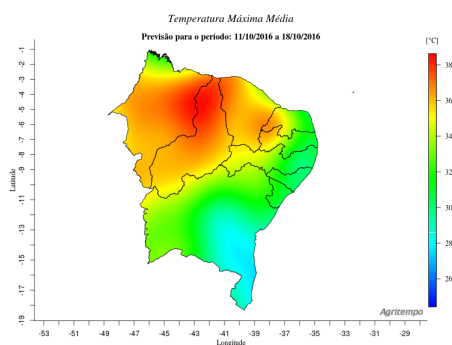 Temperatura Máxima Média
Previsão para o período: 11/10/2016 a 18/10/2016
[°C]
-1
-2
-3
-4
-5
-6
-7
-9
-11
-13
-15
-17
-19
Latitude
38
36
34
32
30
28
26
Agritempo
-53 -51 -49 -47 -45 -43 -41 -39 -37 -35 -33 -31 -29
Longitude